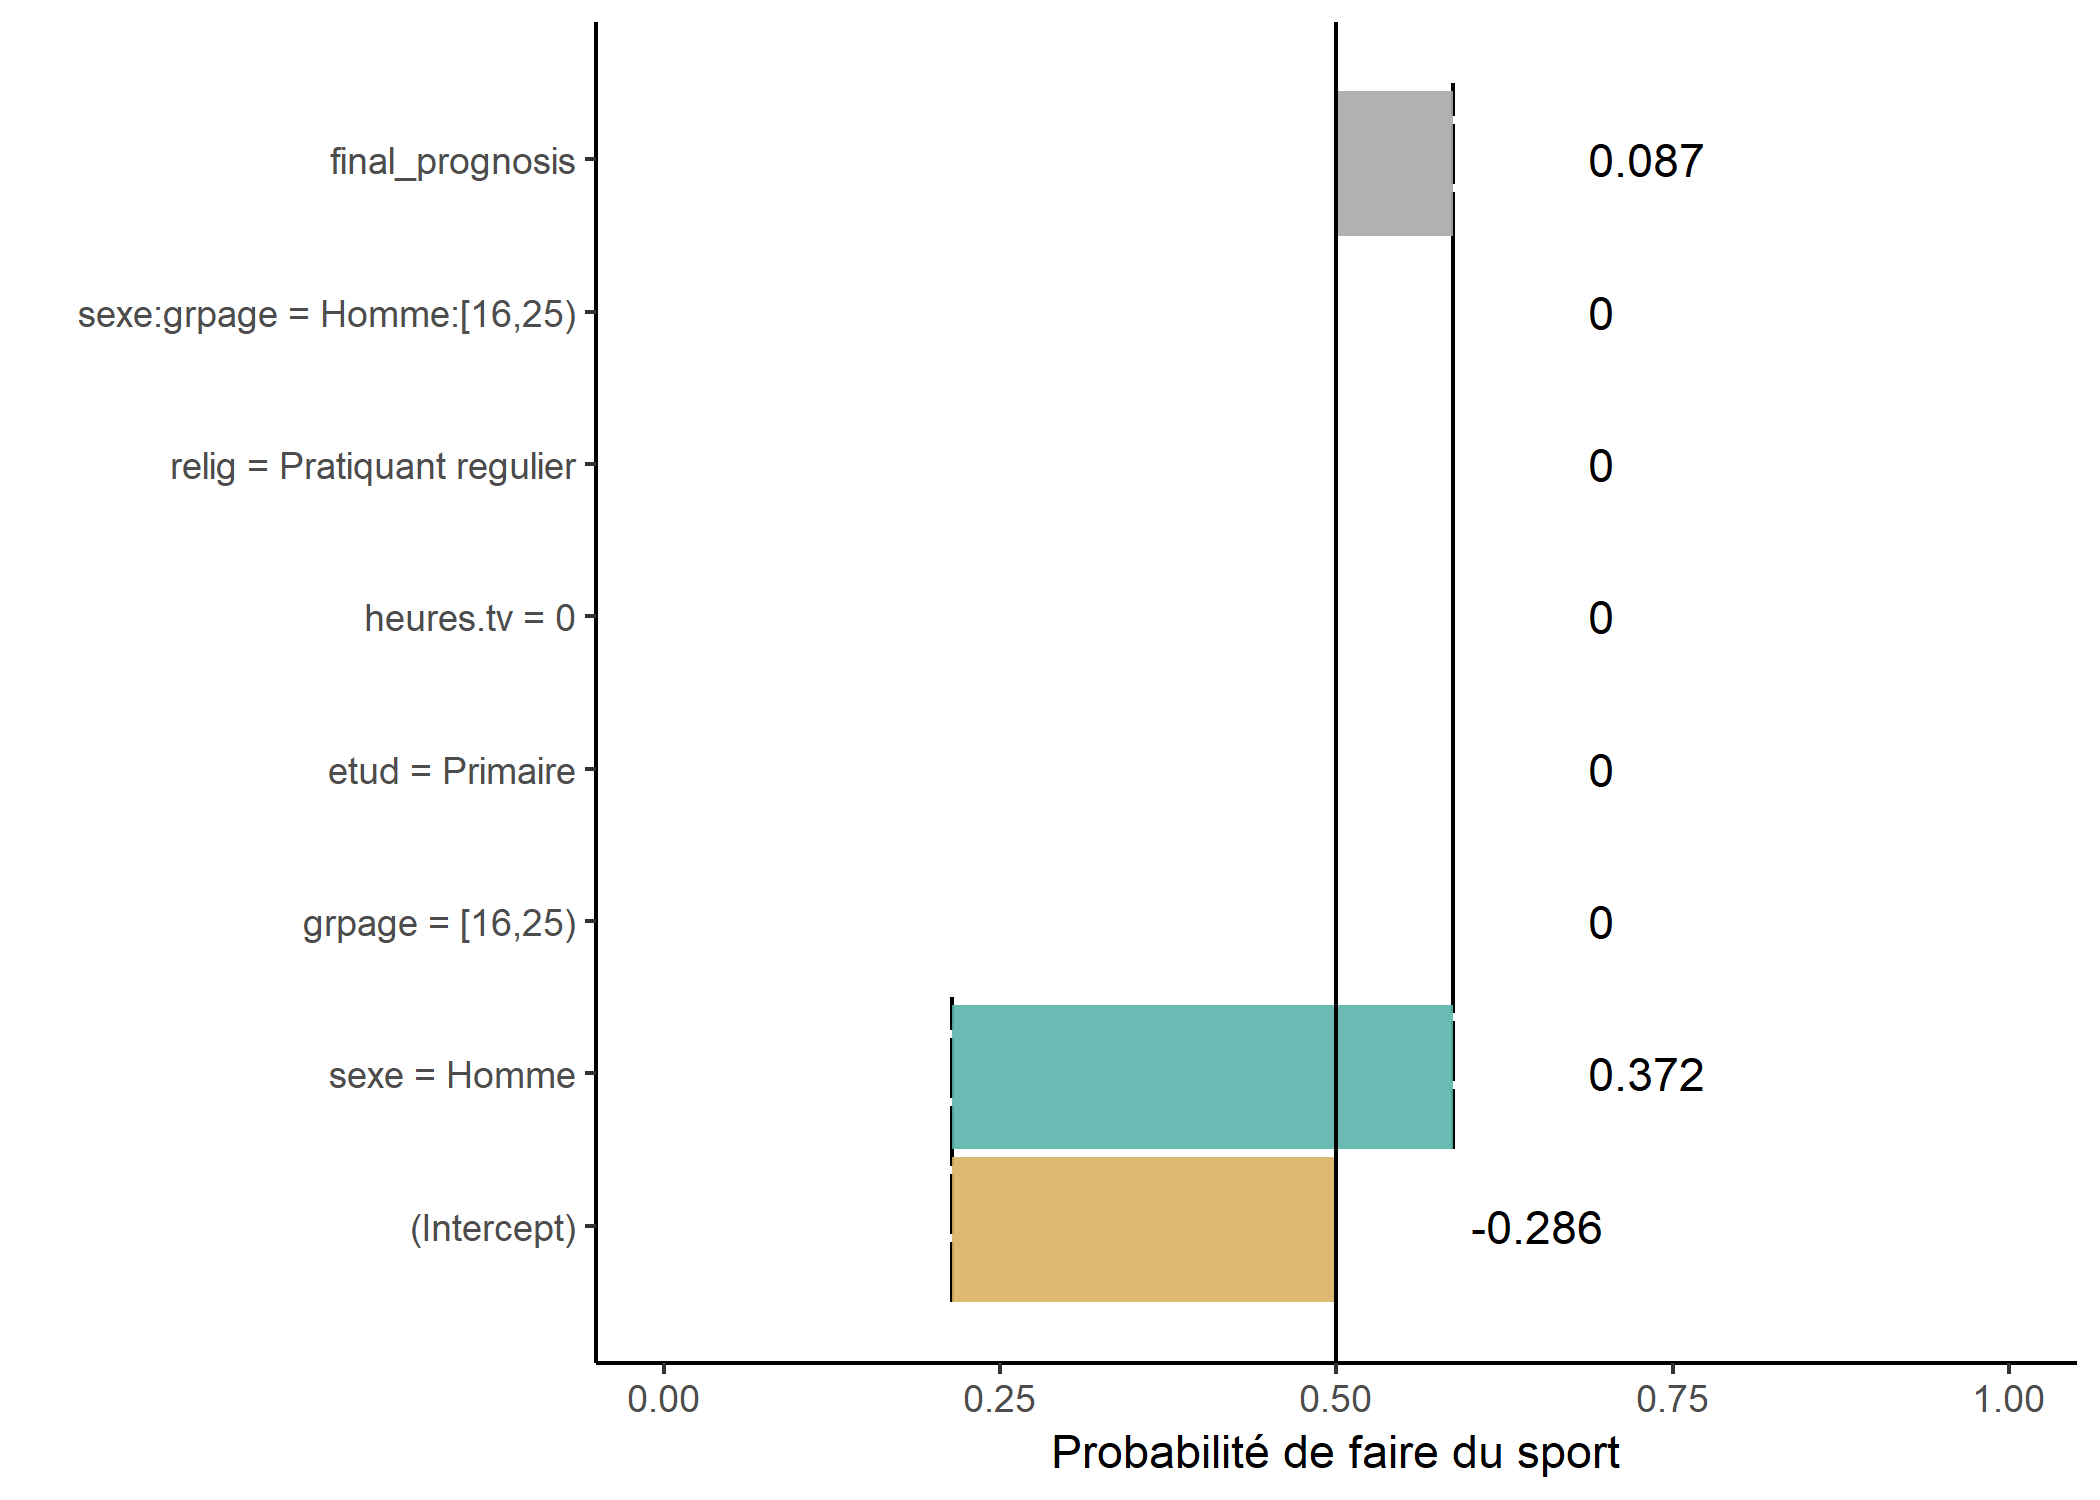 final_prognosis 0.087
sexe:grpage = Homme:[16,25) 0
relig = Pratiquant regulier 0
heures.tv = 0 0
etud = Primaire 0
grpage = [16,25) 0
sexe = Homme 0.372
(Intercept) -0.286
0.00 0.25 0.50 0.75 1.00
Probabilité de faire du sport